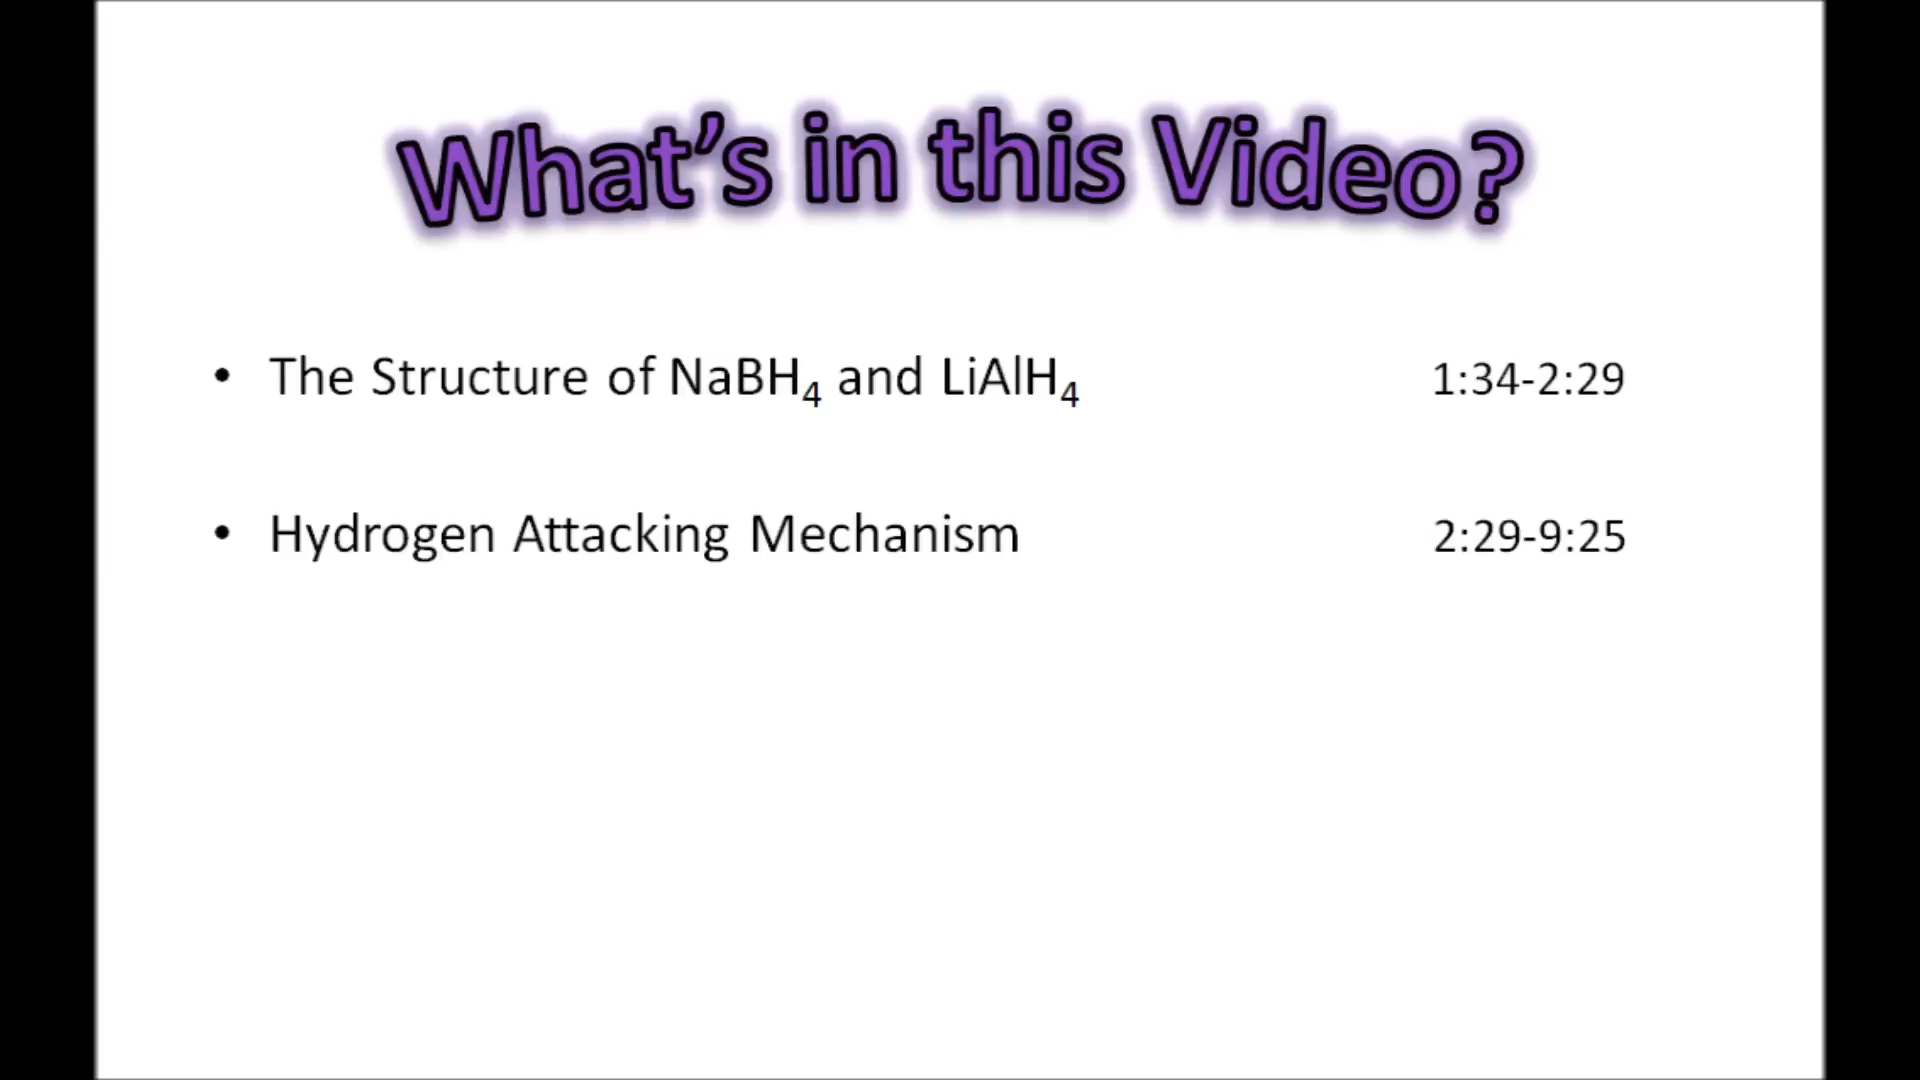 What's in this Video?
• The Structure of NaBH₄ and LiAlH₄ 1:34-2:29
• Hydrogen Attacking Mechanism 2:29-9:25